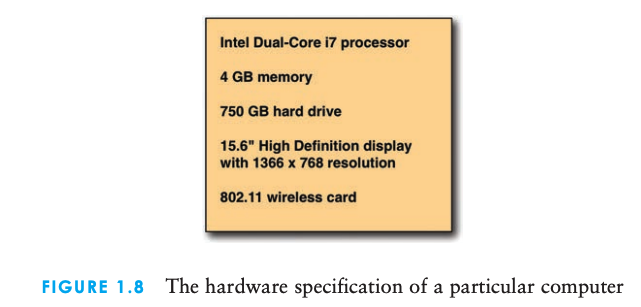 Intel Dual-Core i7 processor
4 GB memory
750 GB hard drive
15.6" High Definition display
with 1366 x 768 resolution
802.11 wireless card
FIGURE 1.8 The hardware specification of a particular computer